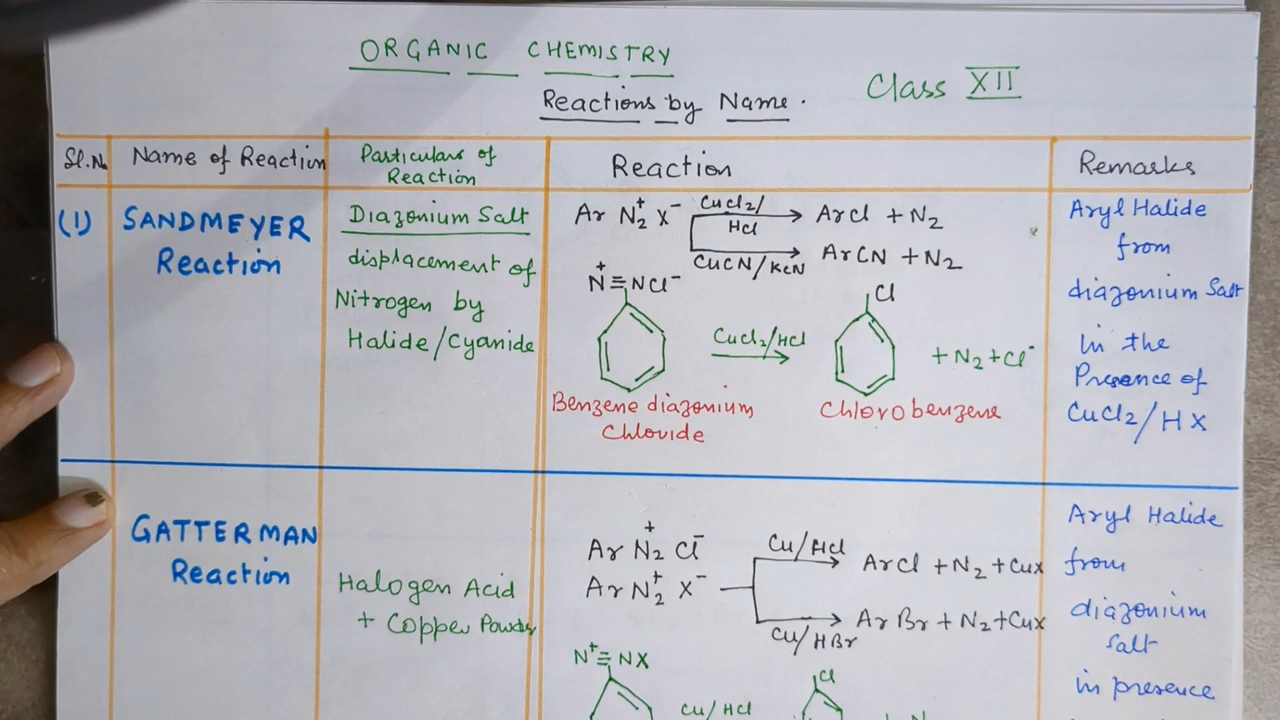 ORGANIC CHEMISTRY
Class XII
Reactions by Name.
Sl.No
Name of Reaction
Particulars of
Reaction
Reaction
Remarks
(1)
SANDMEYER
Reaction
Diazonium Salt
displacement of
Nitrogen by
Halide/Cyanide
Ar N₂⁺ X⁻
CuCl₂/
HCl
ArCl + N₂
CuCN/KCN
ArCN + N₂
N⁺≡NCl⁻
CuCl₂/HCl
Cl
+ N₂ + Cl⁻
Benzene diazonium
Chloride
Chlorobenzene
Aryl Halide
from
diazonium Salt
in the
Presence of
CuCl₂/HX
GATTERMAN
Reaction
Halogen Acid
+ Copper Powder
Ar N₂⁺ Cl⁻
Ar N₂⁺ X⁻
Cu/HCl
ArCl + N₂ + CuX
Cu/HBr
ArBr + N₂ + CuX
N⁺≡NX
Cu/HCl
Cl
Aryl Halide
from
diazonium
Salt
in presence